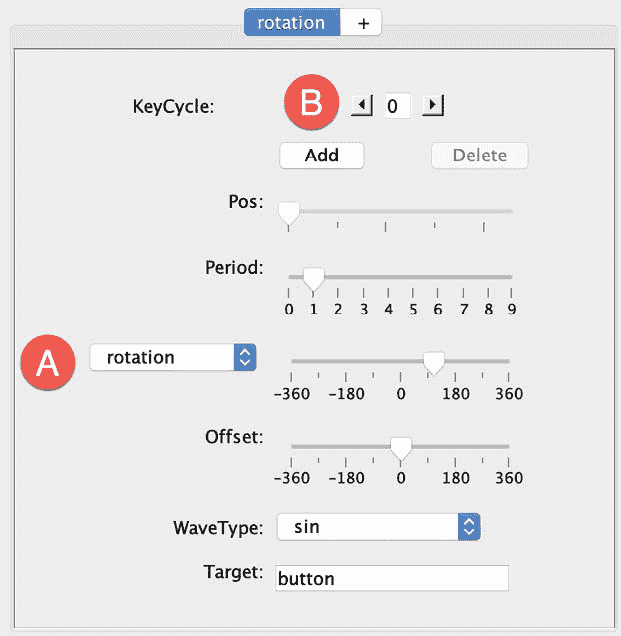 rotation +
KeyCycle: B 0
Add Delete
Pos:
Period:
0 1 2 3 4 5 6 7 8 9
A rotation
-360 -180 0 180 360
Offset:
-360 -180 0 180 360
WaveType: sin
Target: button